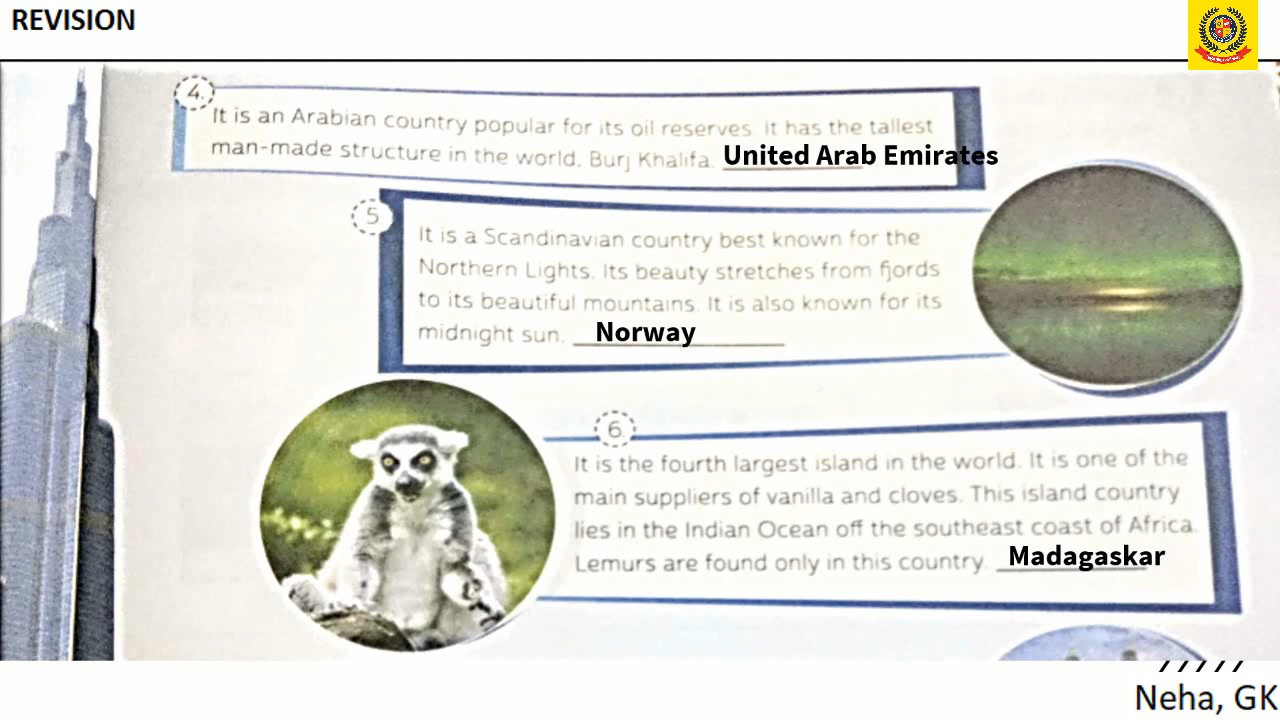 REVISION
4.
It is an Arabian country popular for its oil reserves. It has the tallest
man-made structure in the world, Burj Khalifa. United Arab Emirates
5
It is a Scandinavian country best known for the
Northern Lights. Its beauty stretches from fjords
to its beautiful mountains. It is also known for its
midnight sun. Norway
6.
It is the fourth largest island in the world. It is one of the
main suppliers of vanilla and cloves. This island country
lies in the Indian Ocean off the southeast coast of Africa.
Lemurs are found only in this country. Madagaskar
Neha, GK